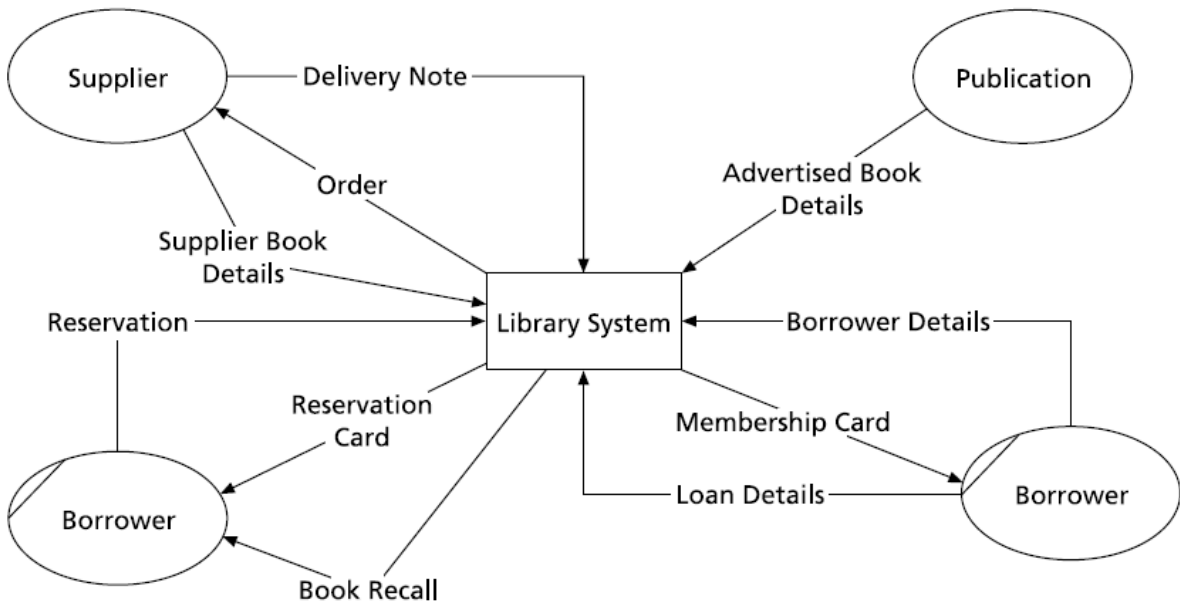 Supplier
Delivery Note
Publication
Order
Advertised Book
Details
Supplier Book
Details
Reservation
Library System
Borrower Details
Reservation
Card
Membership Card
Loan Details
Borrower
Borrower
Book Recall